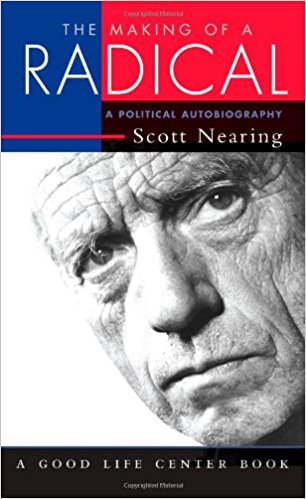 THE MAKING OF A
RADICAL
A POLITICAL AUTOBIOGRAPHY
Scott Nearing
A GOOD LIFE CENTER BOOK